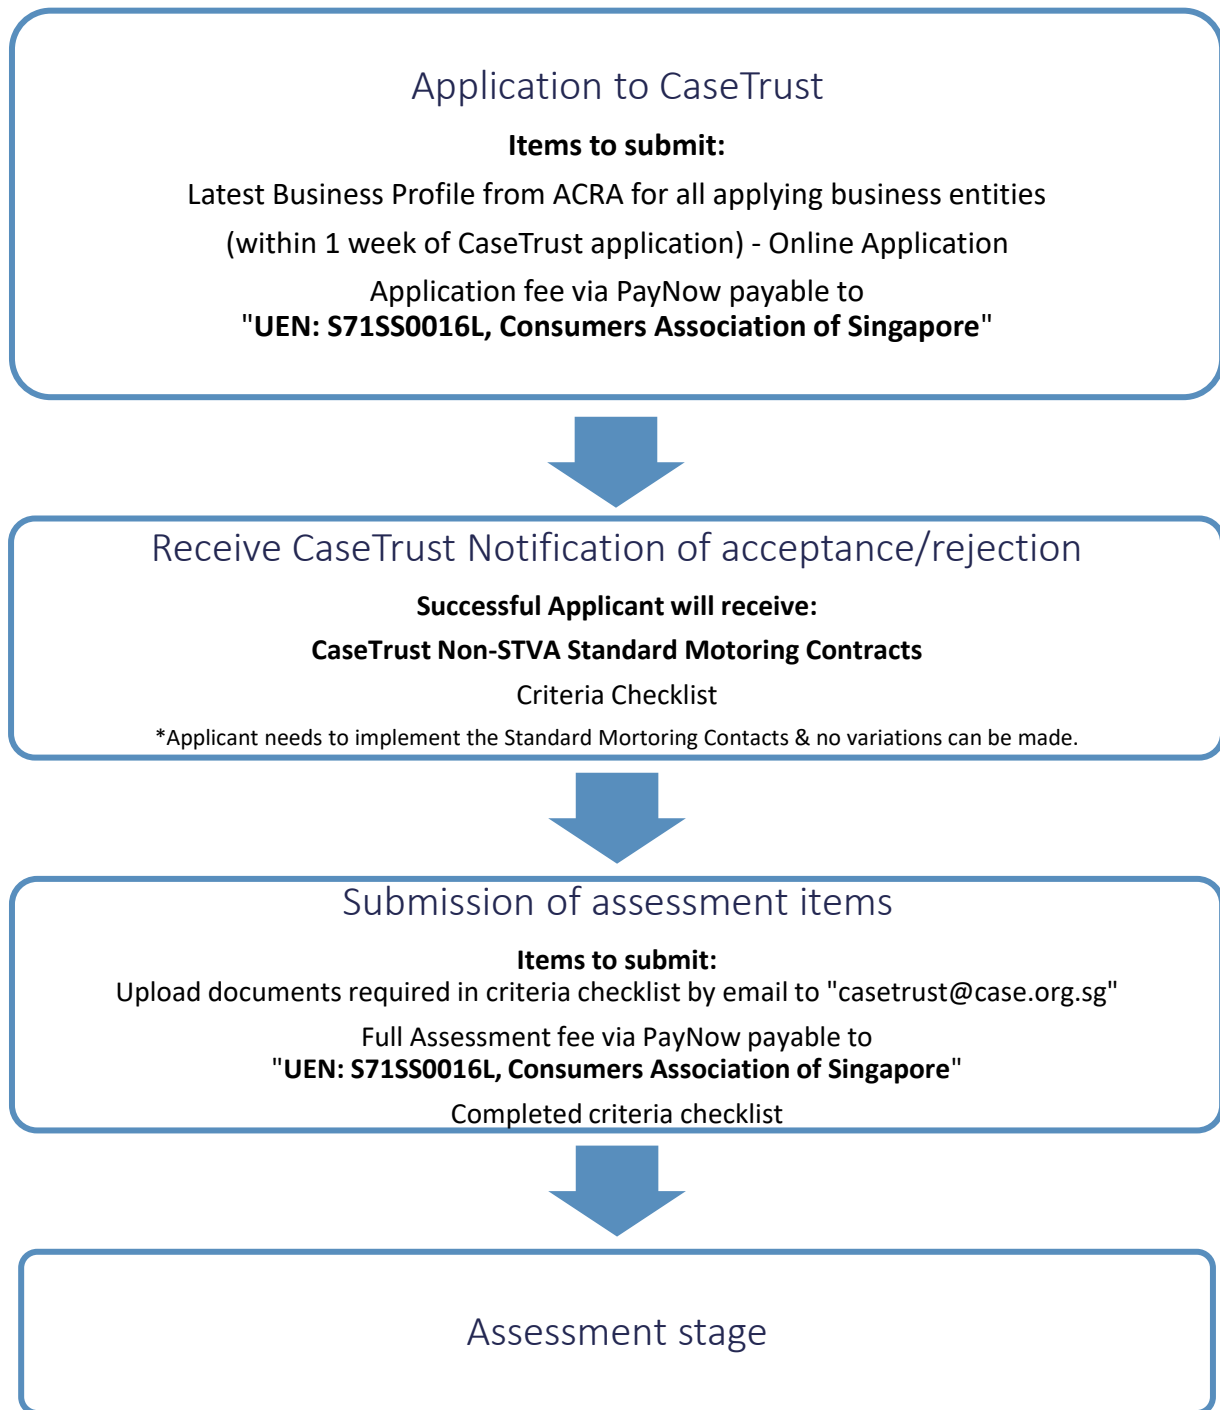 Application to CaseTrust
Items to submit:
Latest Business Profile from ACRA for all applying business entities
(within 1 week of CaseTrust application) - Online Application
Application fee via PayNow payable to
"UEN: S71SS0016L, Consumers Association of Singapore"
Receive CaseTrust Notification of acceptance/rejection
Successful Applicant will receive:
CaseTrust Non-STVA Standard Motoring Contracts
Criteria Checklist
*Applicant needs to implement the Standard Mortoring Contacts & no variations can be made.
Submission of assessment items
Items to submit:
Upload documents required in criteria checklist by email to "casetrust@case.org.sg"
Full Assessment fee via PayNow payable to
"UEN: S71SS0016L, Consumers Association of Singapore"
Completed criteria checklist
Assessment stage